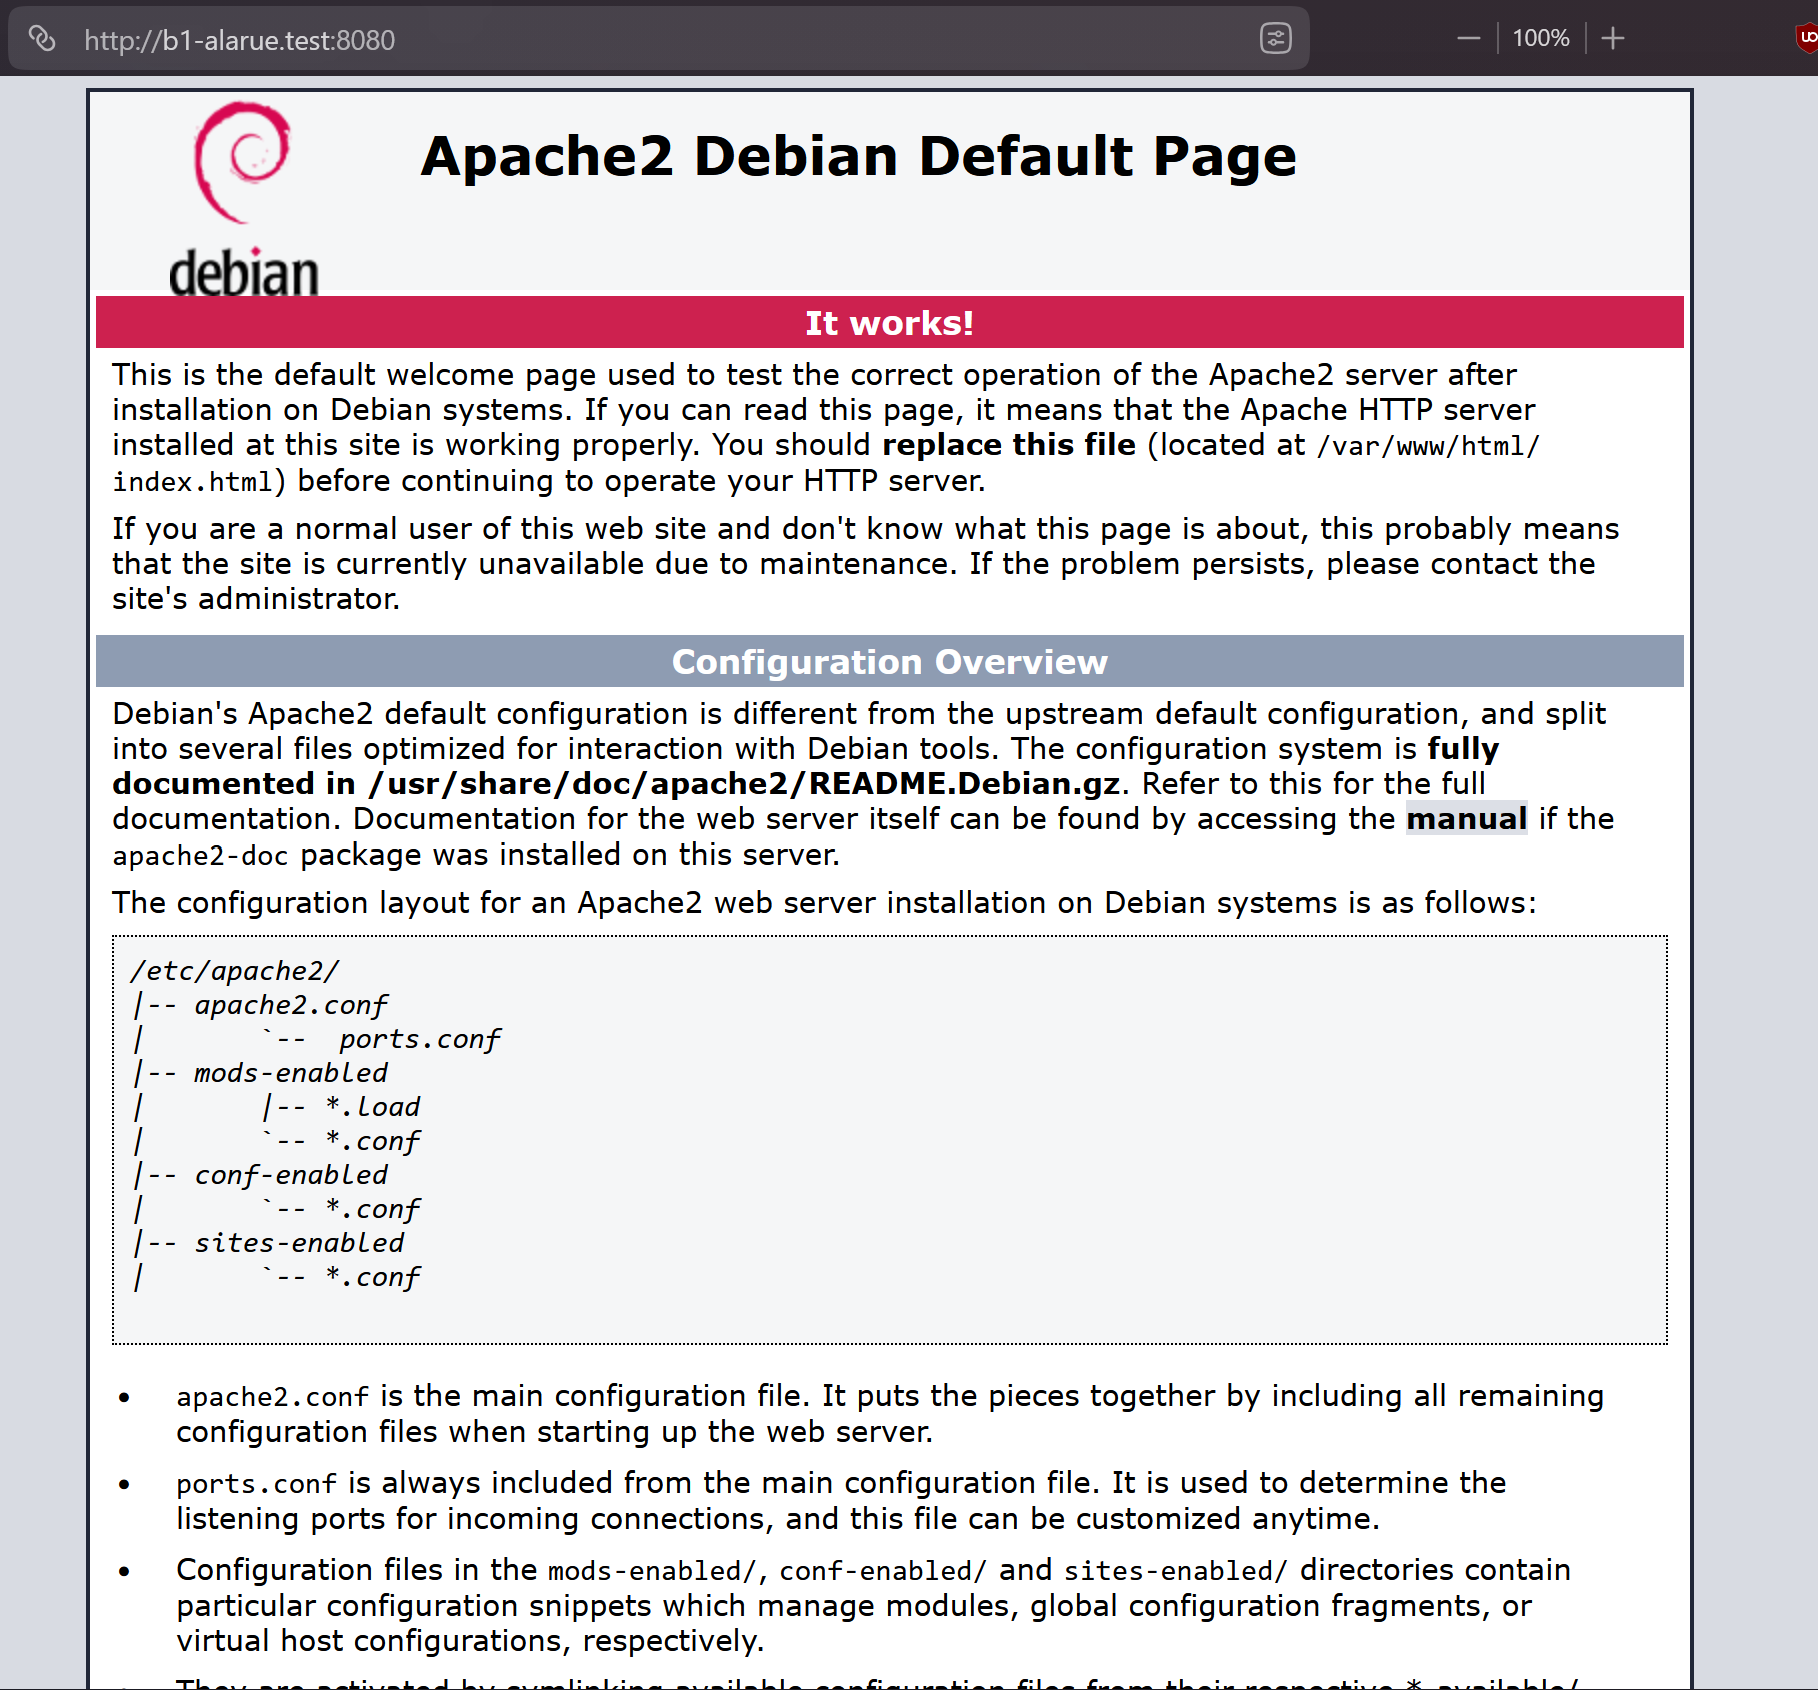 http://b1-alarue.test:8080
100%
uo
Apache2 Debian Default Page
debian
It works!
This is the default welcome page used to test the correct operation of the Apache2 server after
installation on Debian systems. If you can read this page, it means that the Apache HTTP server
installed at this site is working properly. You should replace this file (located at /var/www/html/
index.html) before continuing to operate your HTTP server.
If you are a normal user of this web site and don't know what this page is about, this probably means
that the site is currently unavailable due to maintenance. If the problem persists, please contact the
site's administrator.
Configuration Overview
Debian's Apache2 default configuration is different from the upstream default configuration, and split
into several files optimized for interaction with Debian tools. The configuration system is fully
documented in /usr/share/doc/apache2/README.Debian.gz. Refer to this for the full
documentation. Documentation for the web server itself can be found by accessing the manual if the
apache2-doc package was installed on this server.
The configuration layout for an Apache2 web server installation on Debian systems is as follows:
/etc/apache2/
|-- apache2.conf
|       `--  ports.conf
|-- mods-enabled
|       |-- *.load
|       `-- *.conf
|-- conf-enabled
|       `-- *.conf
|-- sites-enabled
|       `-- *.conf
• apache2.conf is the main configuration file. It puts the pieces together by including all remaining
configuration files when starting up the web server.
• ports.conf is always included from the main configuration file. It is used to determine the
listening ports for incoming connections, and this file can be customized anytime.
• Configuration files in the mods-enabled/, conf-enabled/ and sites-enabled/ directories contain
particular configuration snippets which manage modules, global configuration fragments, or
virtual host configurations, respectively.
• They are activated by symlinking available configuration files from their respective *-available/